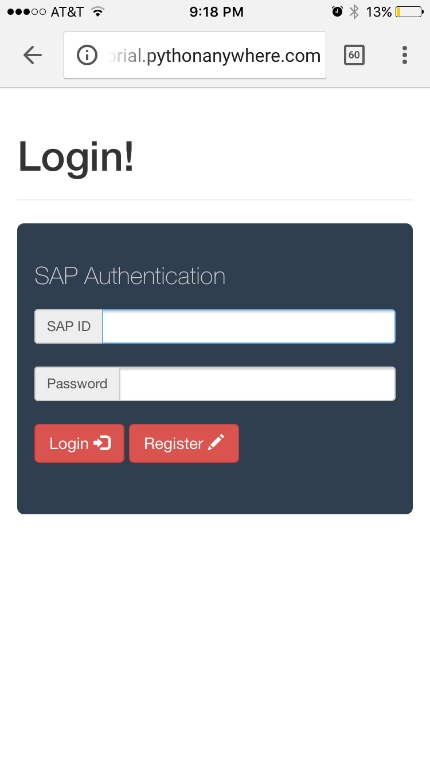 AT&T 9:18 PM 13%
orial.pythonanywhere.com 60
Login!
SAP Authentication
SAP ID
Password
Login Register